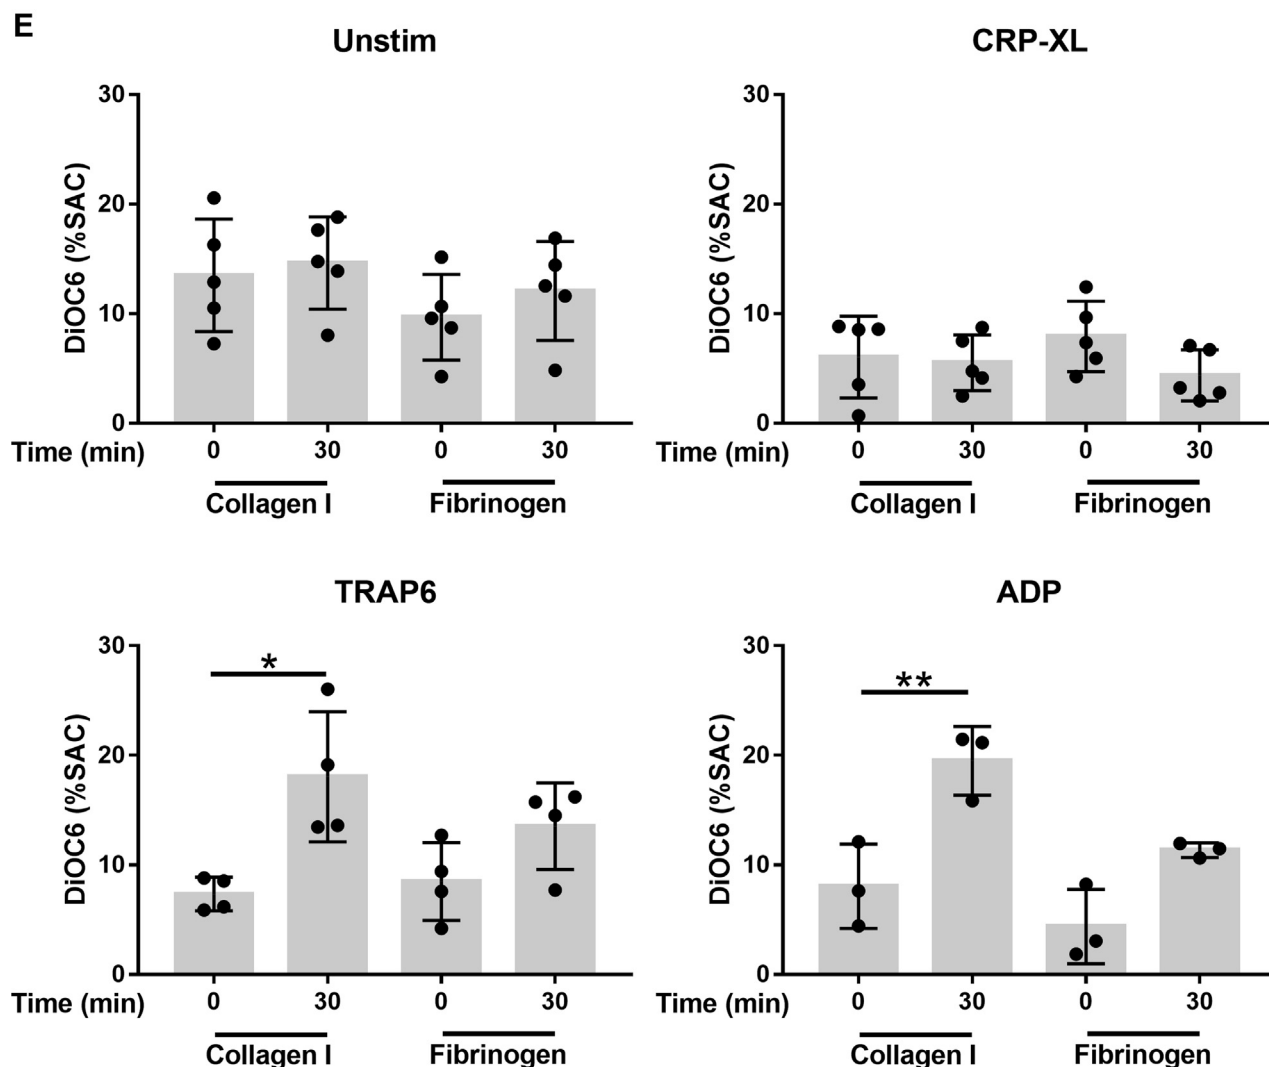 E
Unstim
30
20
10
0
DiOC6 (%SAC)
Time (min) 0 30 0 30
Collagen I Fibrinogen
CRP-XL
30
20
10
0
DiOC6 (%SAC)
Time (min) 0 30 0 30
Collagen I Fibrinogen
TRAP6
30
20
10
0
DiOC6 (%SAC)
*
Time (min) 0 30 0 30
Collagen I Fibrinogen
ADP
30
20
10
0
DiOC6 (%SAC)
**
Time (min) 0 30 0 30
Collagen I Fibrinogen